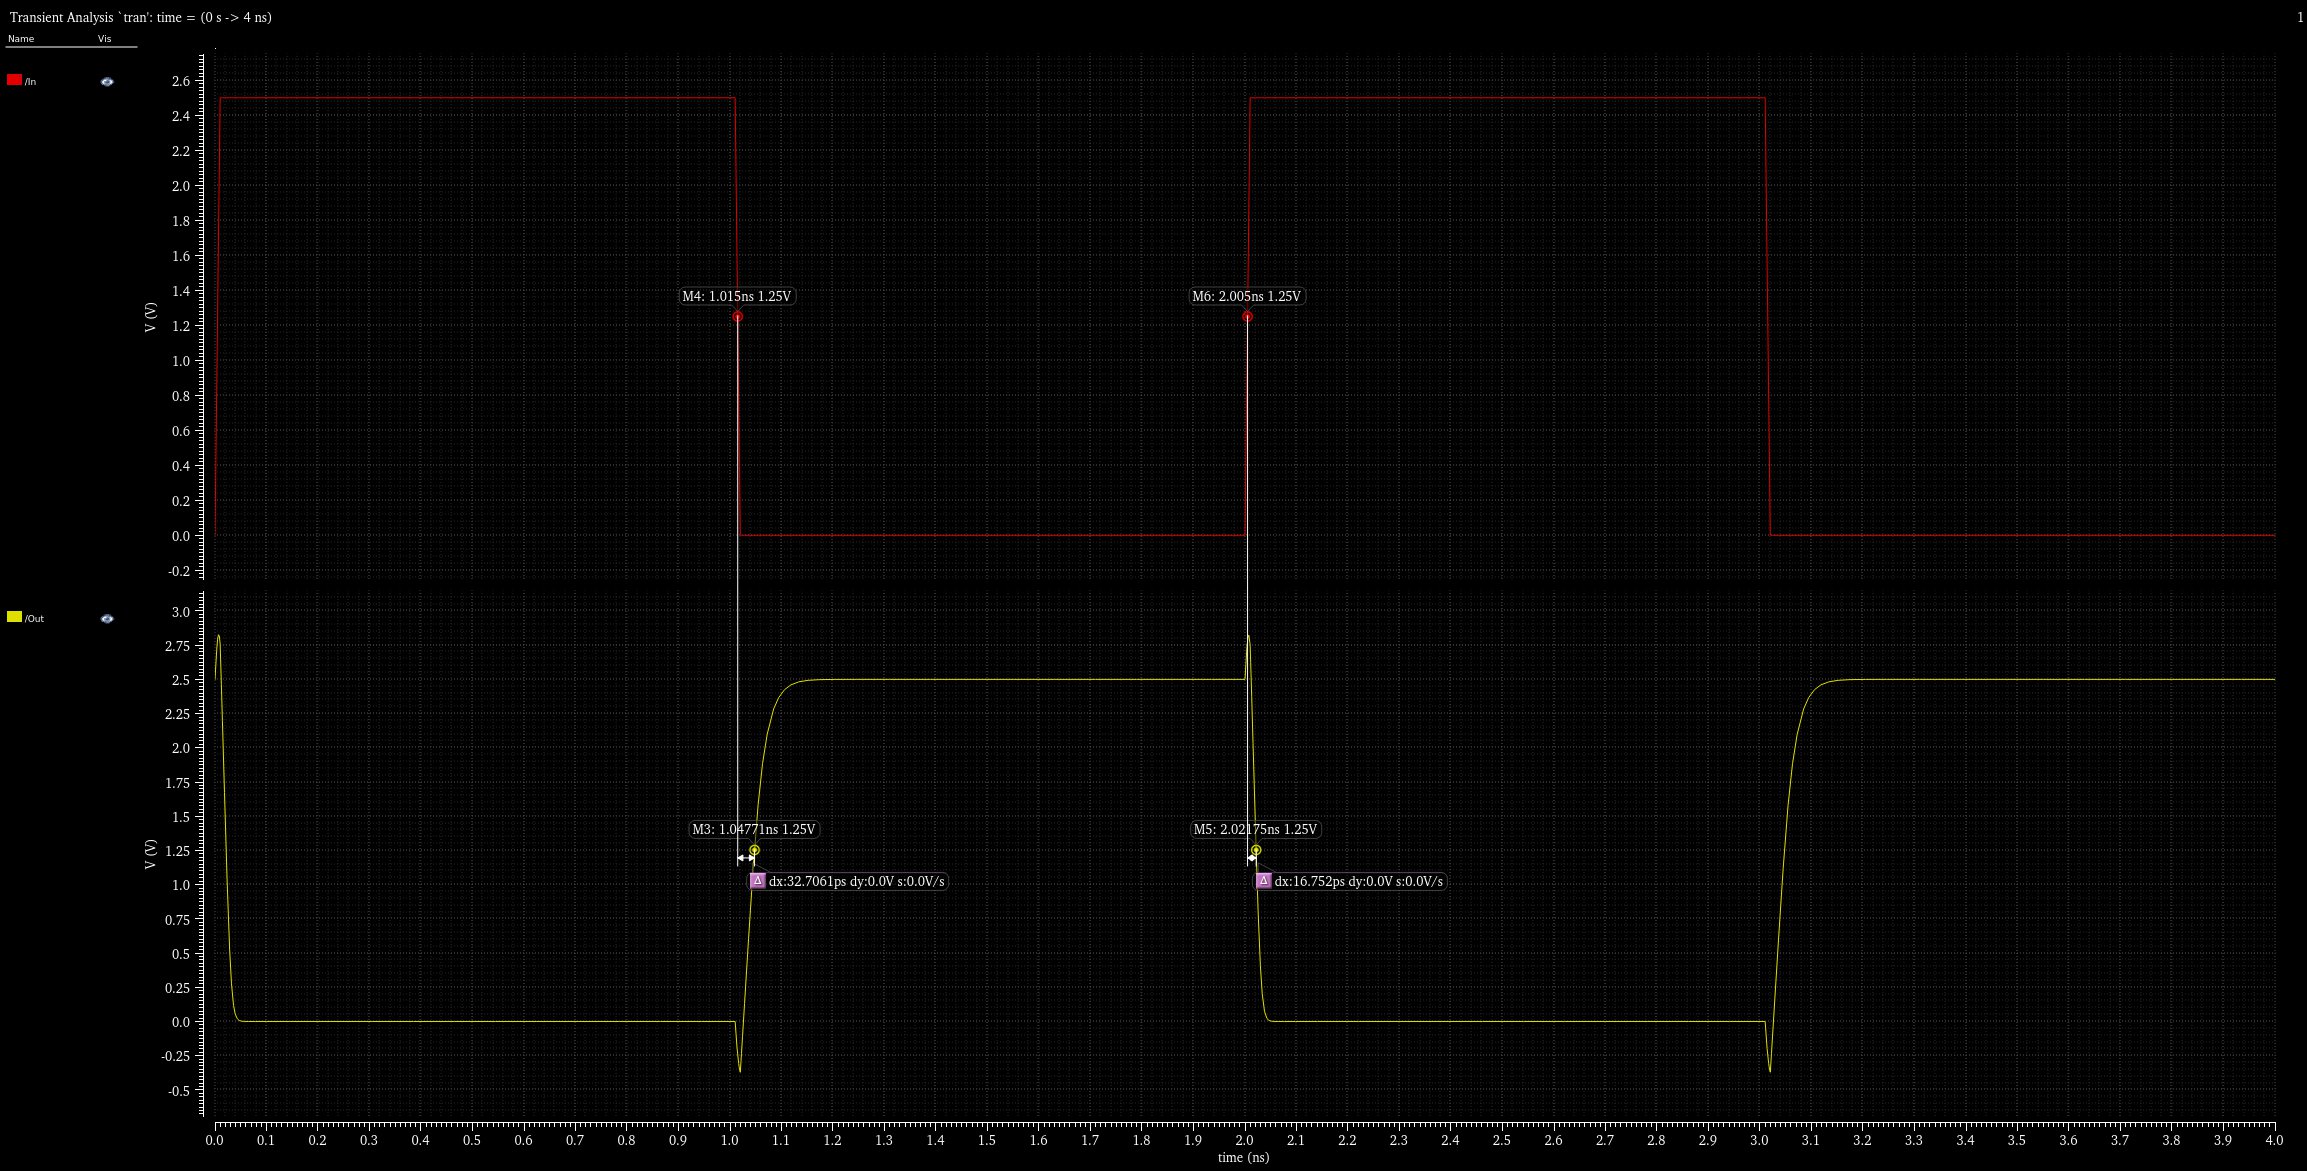 Transient Analysis `tran': time = (0 s -> 4 ns)
1
Name Vis
/In
2.6
2.4
2.2
2.0
1.8
1.6
1.4
1.2
1.0
0.8
0.6
0.4
0.2
0.0
-0.2
V (V)
M4: 1.015ns 1.25V
M6: 2.005ns 1.25V
/Out
3.0
2.75
2.5
2.25
2.0
1.75
1.5
1.25
1.0
0.75
0.5
0.25
0.0
-0.25
-0.5
V (V)
M3: 1.04771ns 1.25V
M5: 2.02175ns 1.25V
Δ dx:32.7061ps dy:0.0V s:0.0V/s
Δ dx:16.752ps dy:0.0V s:0.0V/s
0.0 0.1 0.2 0.3 0.4 0.5 0.6 0.7 0.8 0.9 1.0 1.1 1.2 1.3 1.4 1.5 1.6 1.7 1.8 1.9 2.0 2.1 2.2 2.3 2.4 2.5 2.6 2.7 2.8 2.9 3.0 3.1 3.2 3.3 3.4 3.5 3.6 3.7 3.8 3.9 4.0
time (ns)